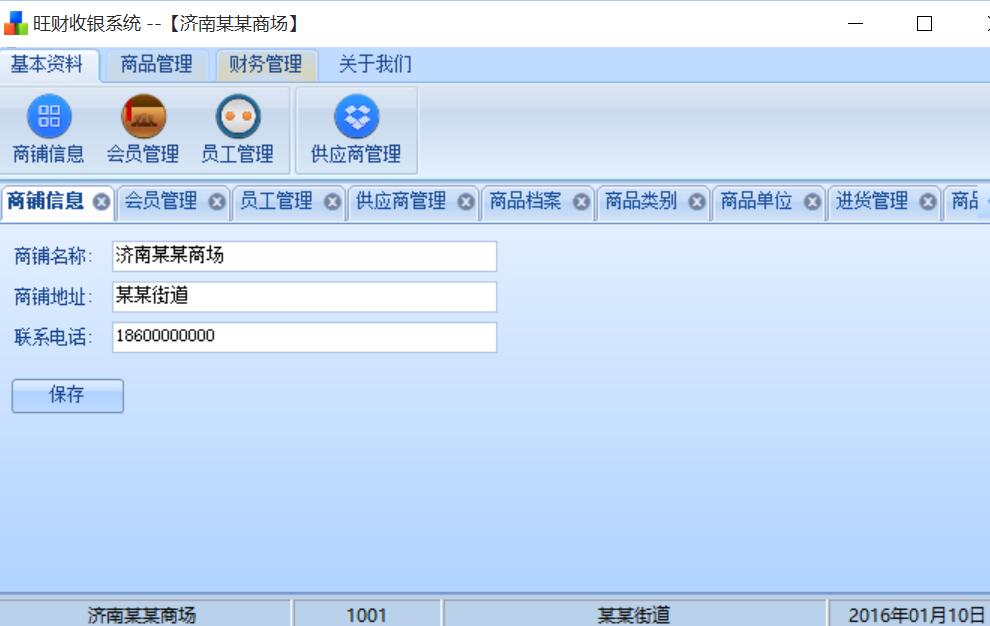 旺财收银系统 --【济南某某商场】
基本资料 商品管理 财务管理 关于我们
商铺信息 会员管理 员工管理 供应商管理
商铺信息 会员管理 员工管理 供应商管理 商品档案 商品类别 商品单位 进货管理 商品
商铺名称: 济南某某商场
商铺地址: 某某街道
联系电话: 18600000000
保存
济南某某商场 1001 某某街道 2016年01月10日